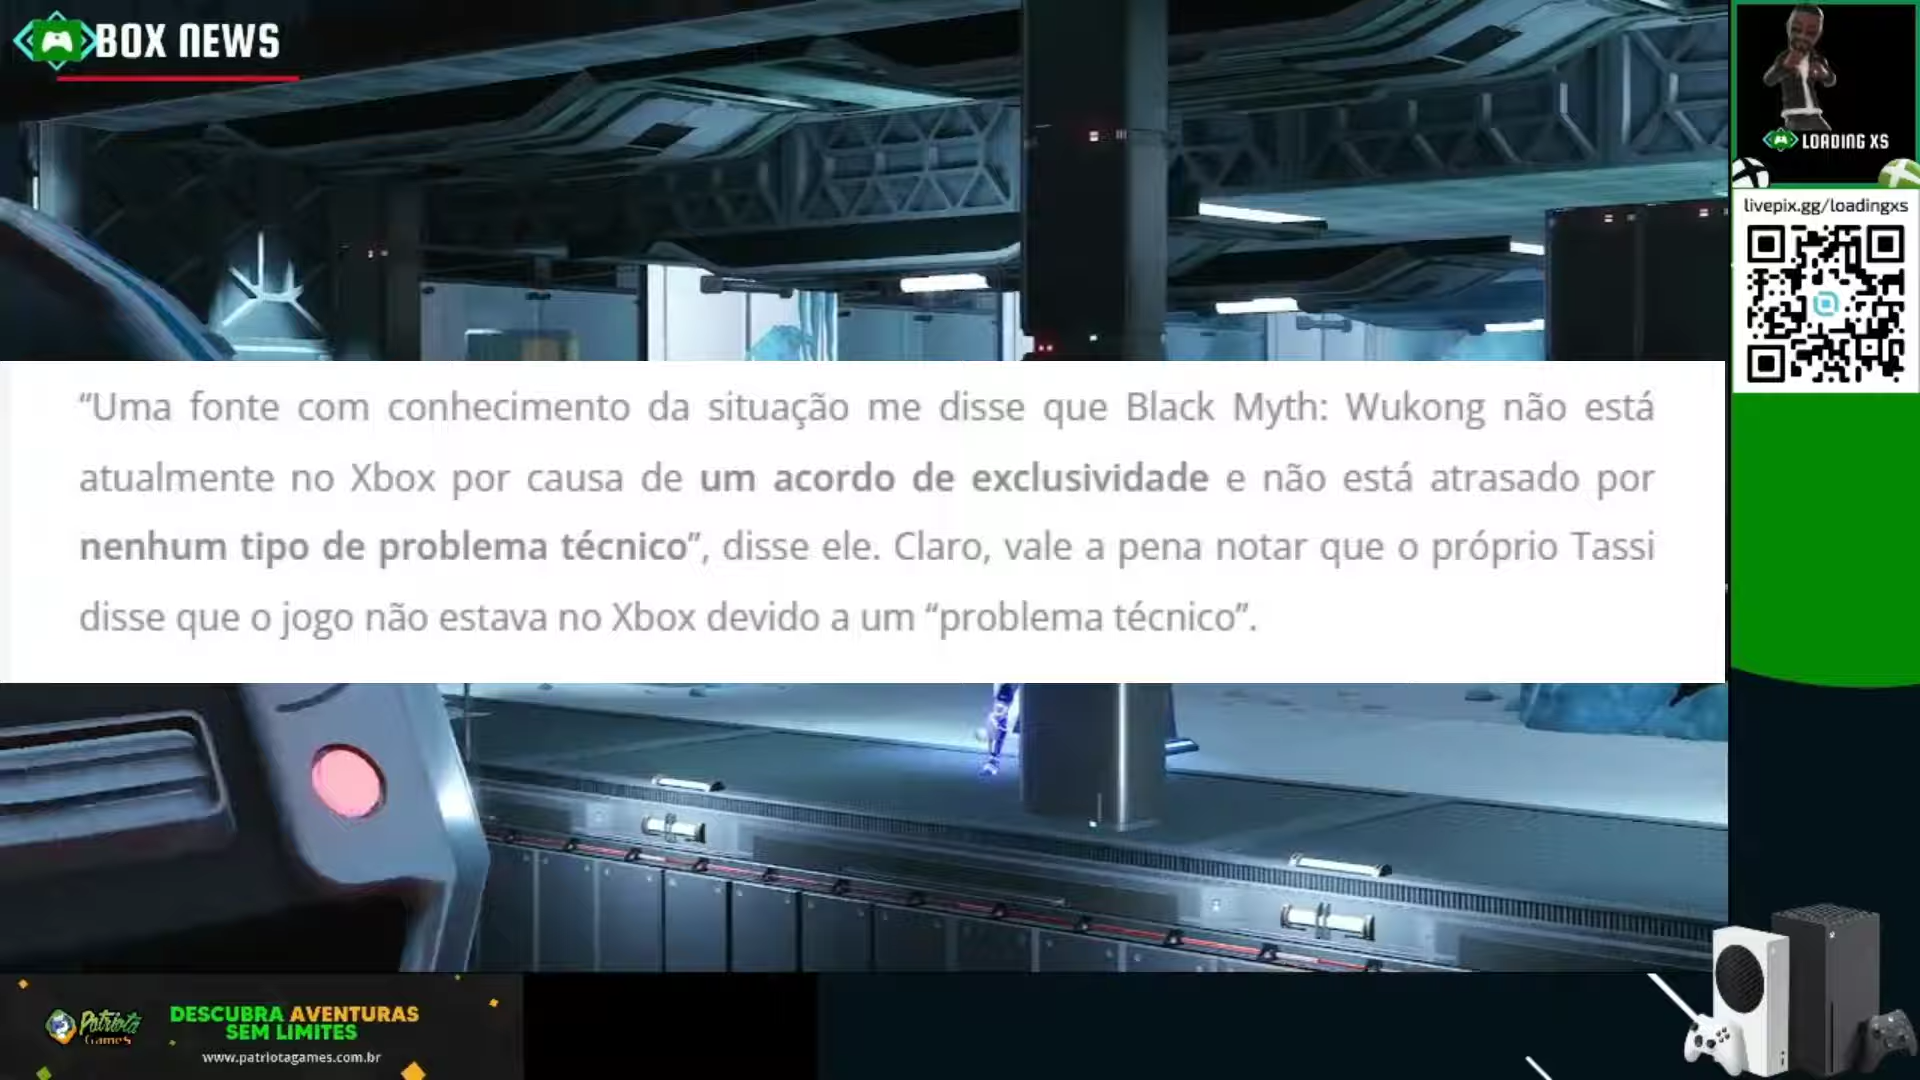 BOX NEWS
LOADING XS
livepix.gg/loadingxs
“Uma fonte com conhecimento da situação me disse que Black Myth: Wukong não está
atualmente no Xbox por causa de um acordo de exclusividade e não está atrasado por
nenhum tipo de problema técnico”, disse ele. Claro, vale a pena notar que o próprio Tassi
disse que o jogo não estava no Xbox devido a um “problema técnico”.
Patriota
Games
DESCUBRA AVENTURAS
SEM LIMITES
www.patriotagames.com.br